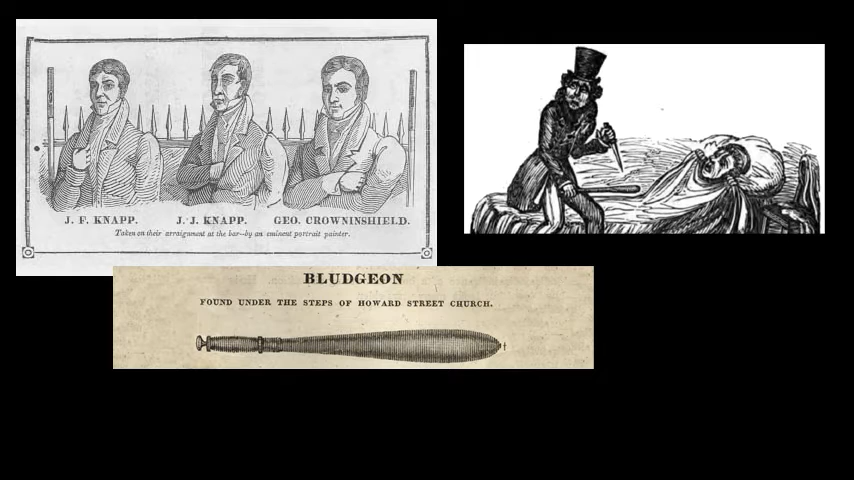 J. F. KNAPP. J. J. KNAPP. GEO. CROWNINSHIELD.
Taken on their arraignment at the bar—by an eminent portrait painter.
BLUDGEON
FOUND UNDER THE STEPS OF HOWARD STREET CHURCH.